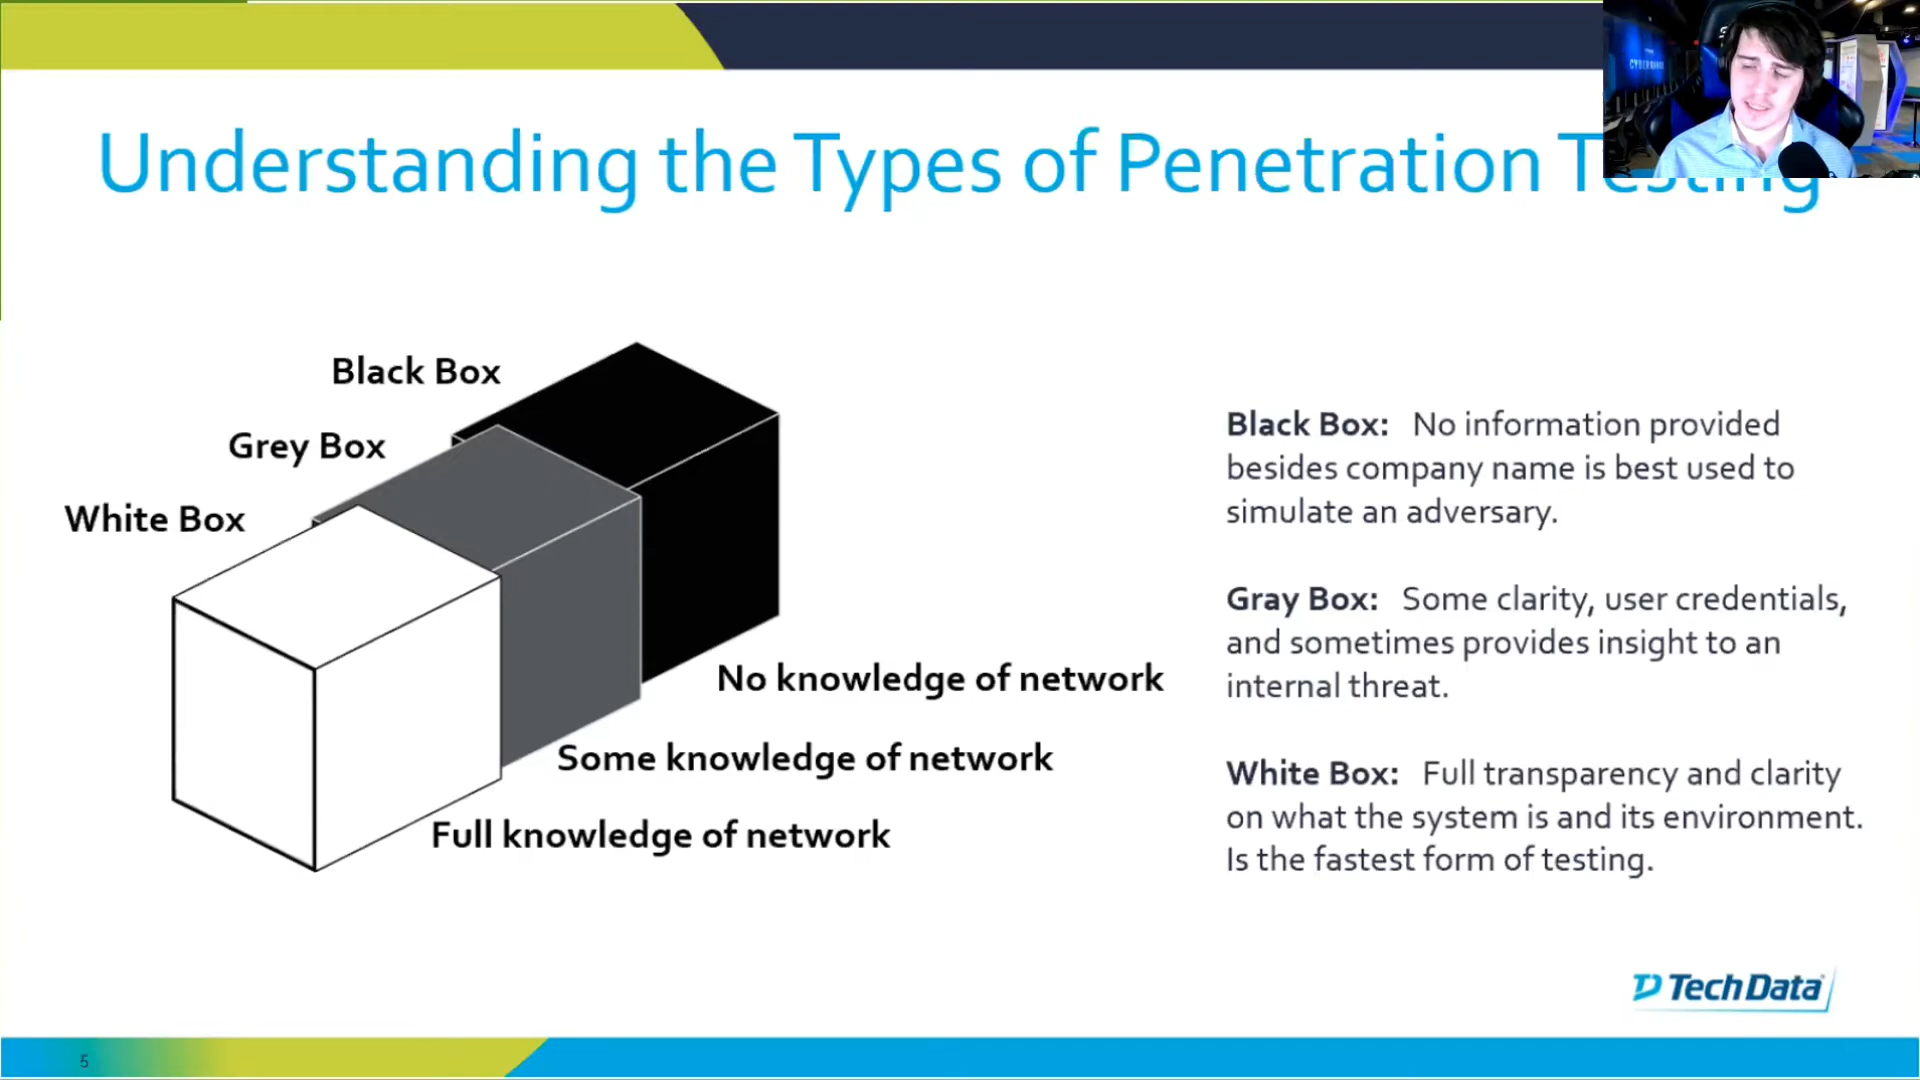 Understanding the Types of Penetration Testing
Black Box
Grey Box
White Box
No knowledge of network
Some knowledge of network
Full knowledge of network
Black Box: No information provided
besides company name is best used to
simulate an adversary.
Gray Box: Some clarity, user credentials,
and sometimes provides insight to an
internal threat.
White Box: Full transparency and clarity
on what the system is and its environment.
Is the fastest form of testing.
Tech Data
5